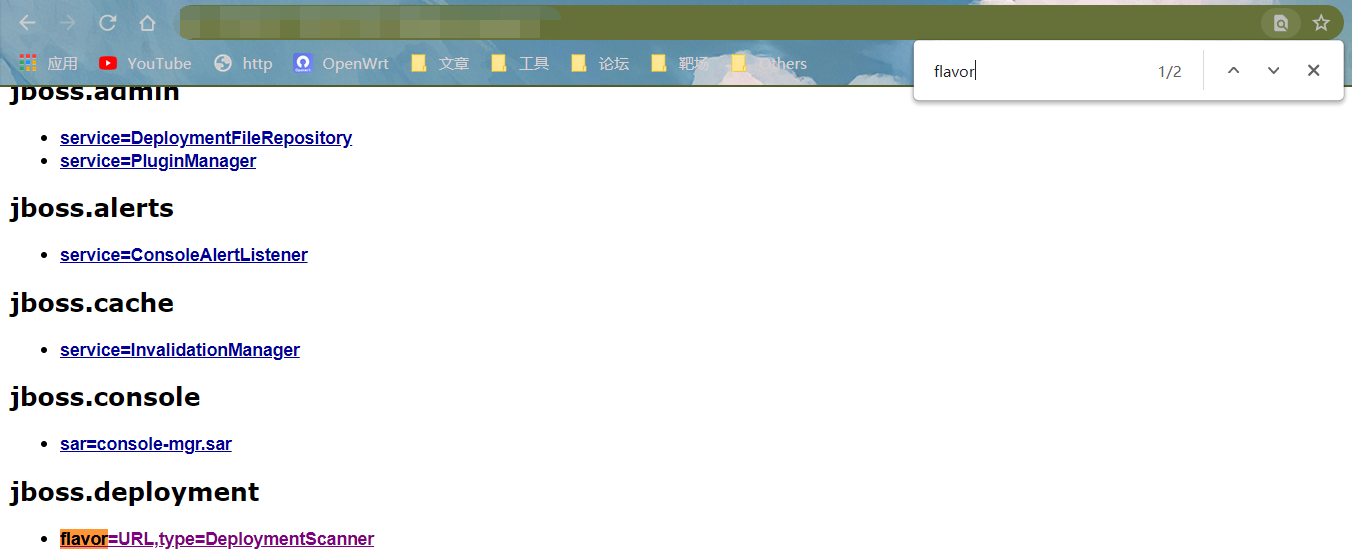 应用 YouTube http OpenWrt 文章 工具 论坛 靶场 Others
flavor 1/2
jboss.admin
service=DeploymentFileRepository
service=PluginManager
jboss.alerts
service=ConsoleAlertListener
jboss.cache
service=InvalidationManager
jboss.console
sar=console-mgr.sar
jboss.deployment
flavor=URL,type=DeploymentScanner